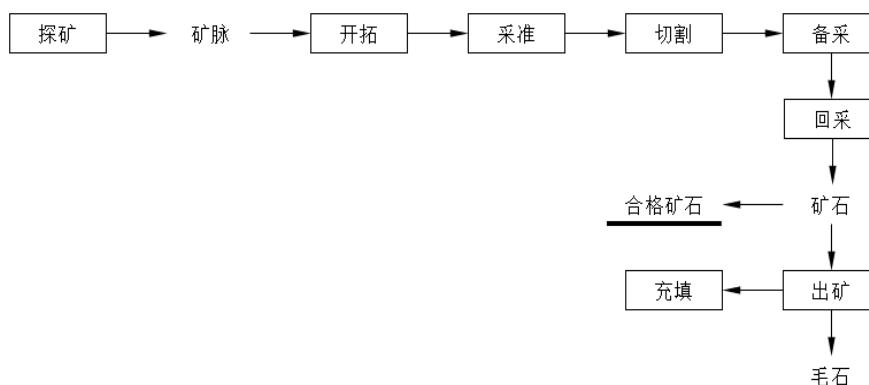 探矿 矿脉 开拓 采准 切割 备采
回采
合格矿石 矿石
充填 出矿
毛石